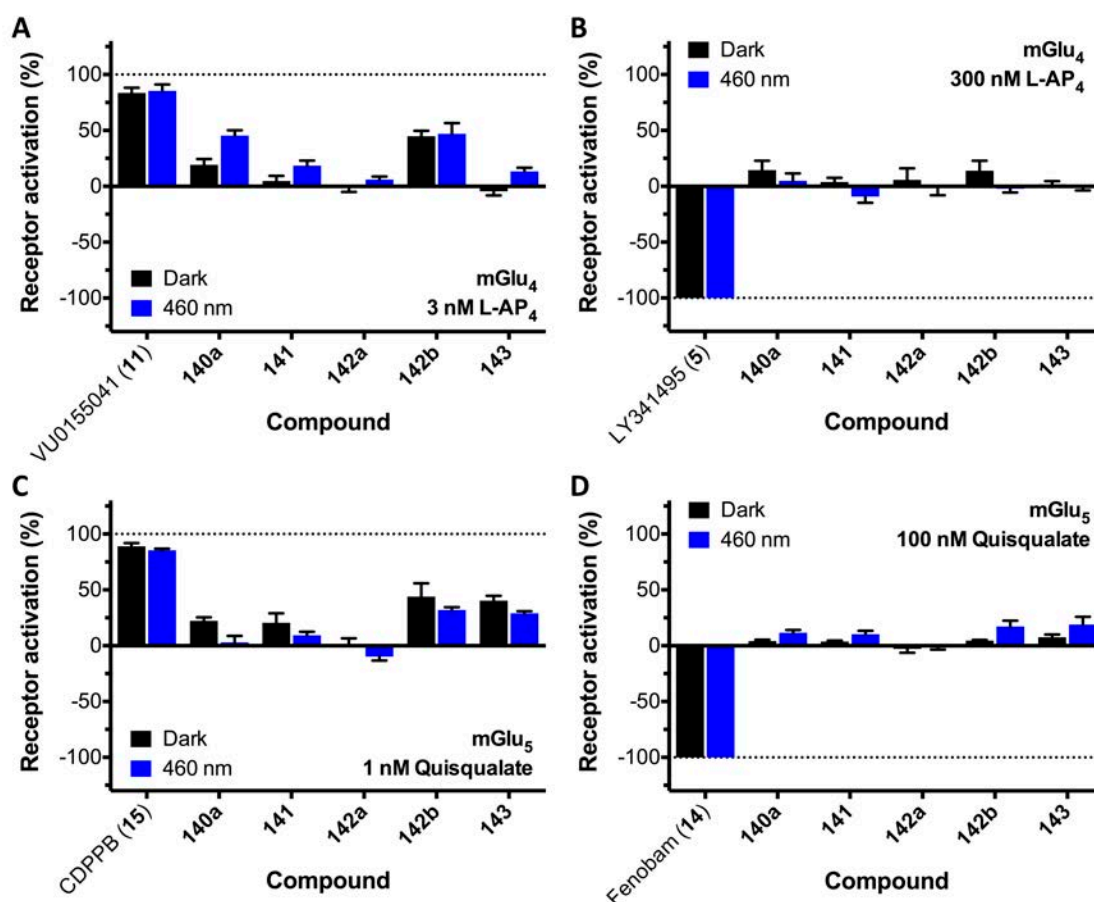 A
Receptor activation (%)
100
50
0
-50
-100
Dark
460 nm
mGlu4
3 nM L-AP4
VU0155041 (11)
140a
141
142a
142b
143
Compound
B
Receptor activation (%)
100
50
0
-50
-100
Dark
460 nm
mGlu4
300 nM L-AP4
LY341495 (5)
140a
141
142a
142b
143
Compound
C
Receptor activation (%)
100
50
0
-50
-100
Dark
460 nm
mGlu5
1 nM Quisqualate
CDPPB (15)
140a
141
142a
142b
143
Compound
D
Receptor activation (%)
100
50
0
-50
-100
Dark
460 nm
mGlu5
100 nM Quisqualate
Fenobam (14)
140a
141
142a
142b
143
Compound